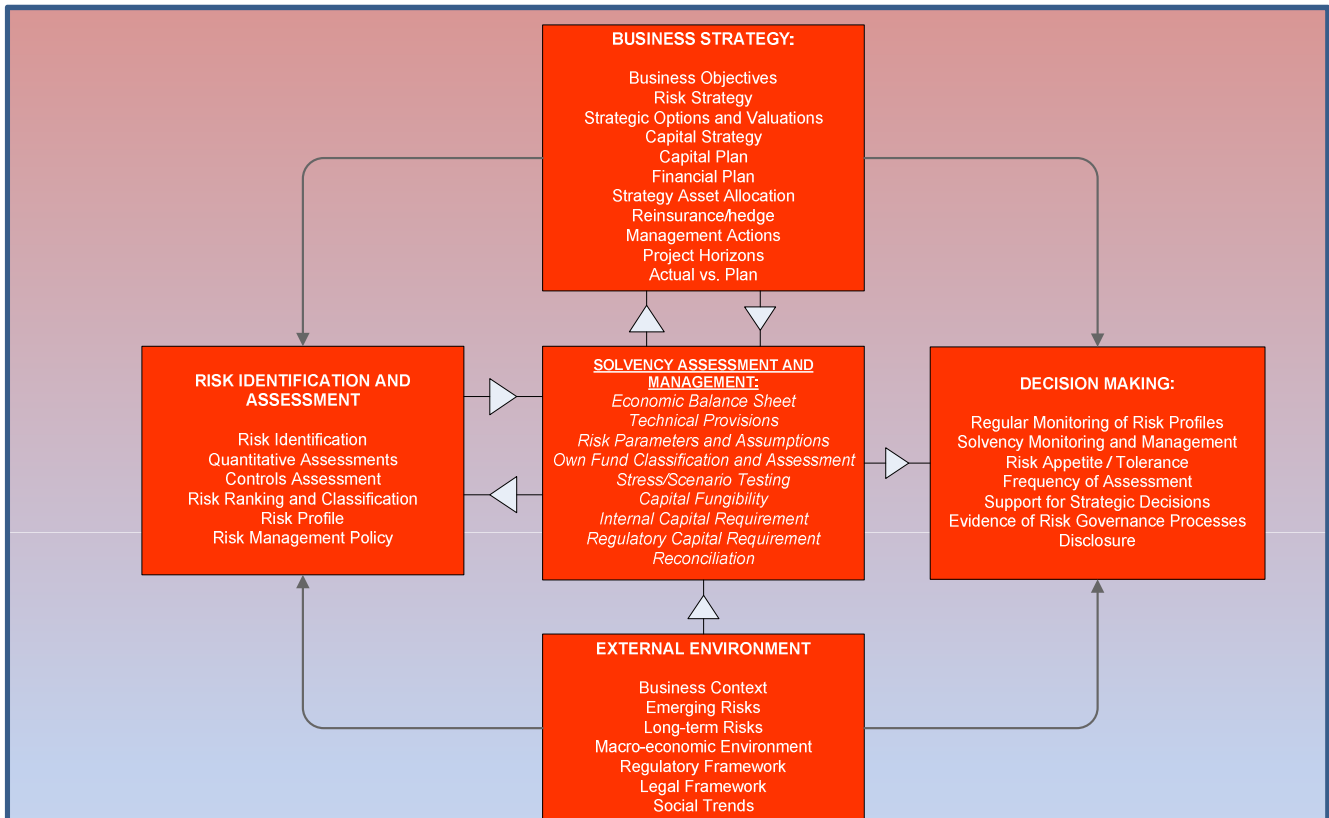 BUSINESS STRATEGY:
Business Objectives
Risk Strategy
Strategic Options and Valuations
Capital Strategy
Capital Plan
Financial Plan
Strategy Asset Allocation
Reinsurance/hedge
Management Actions
Project Horizons
Actual vs. Plan
RISK IDENTIFICATION AND
ASSESSMENT
Risk Identification
Quantitative Assessments
Controls Assessment
Risk Ranking and Classification
Risk Profile
Risk Management Policy
SOLVENCY ASSESSMENT AND
MANAGEMENT:
Economic Balance Sheet
Technical Provisions
Risk Parameters and Assumptions
Own Fund Classification and Assessment
Stress/Scenario Testing
Capital Fungibility
Internal Capital Requirement
Regulatory Capital Requirement
Reconciliation
DECISION MAKING:
Regular Monitoring of Risk Profiles
Solvency Monitoring and Management
Risk Appetite / Tolerance
Frequency of Assessment
Support for Strategic Decisions
Evidence of Risk Governance Processes
Disclosure
EXTERNAL ENVIRONMENT
Business Context
Emerging Risks
Long-term Risks
Macro-economic Environment
Regulatory Framework
Legal Framework
Social Trends